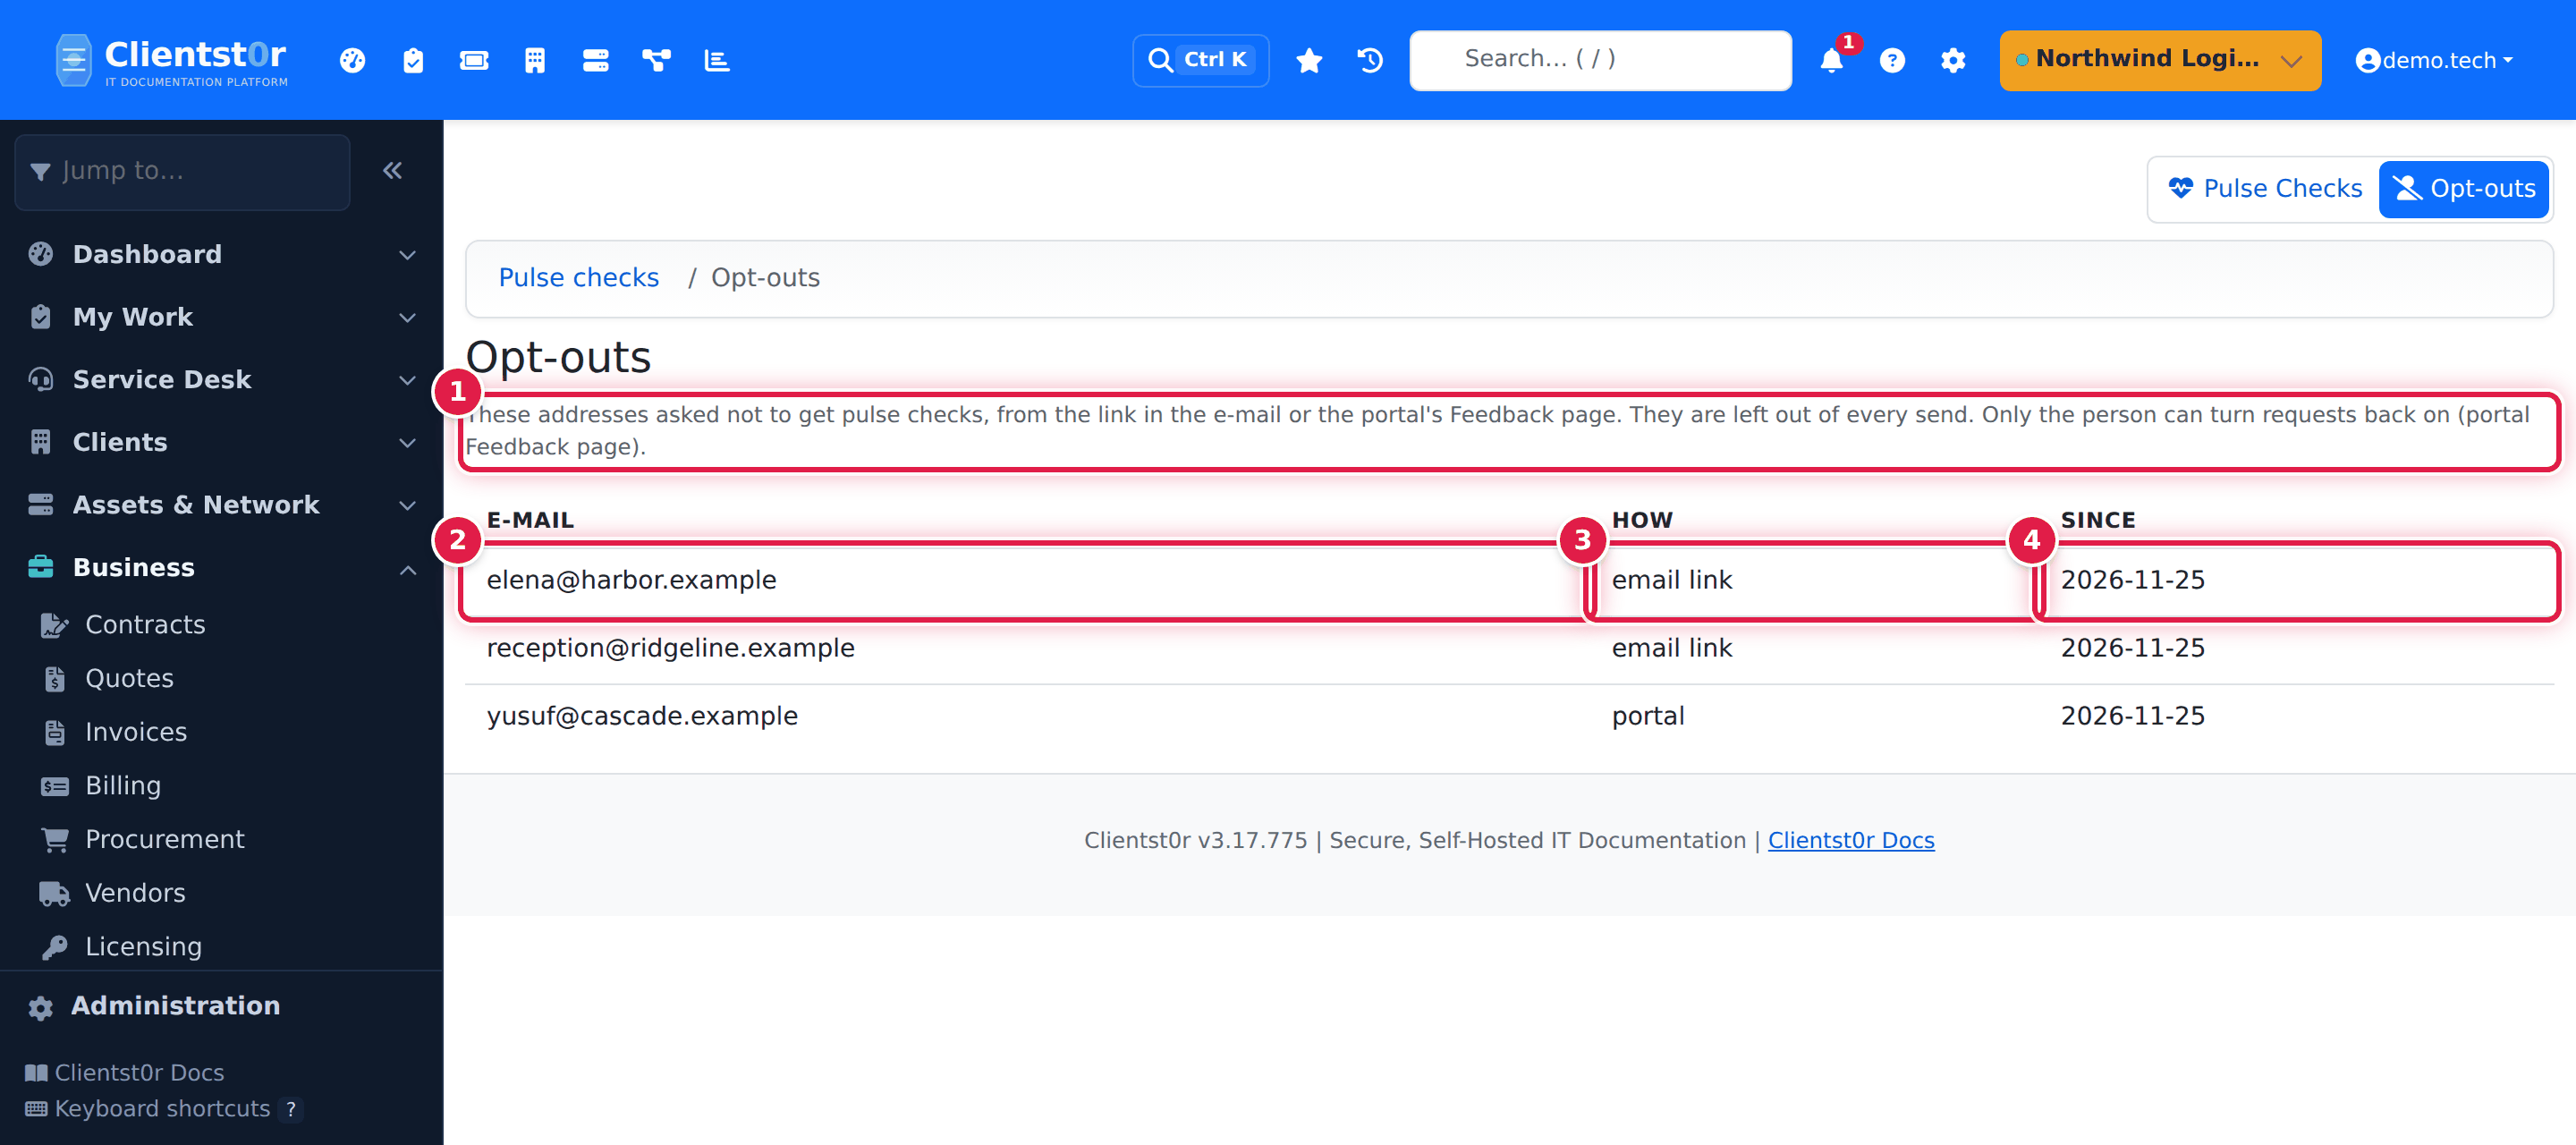 Clientst0r
IT DOCUMENTATION PLATFORM
Ctrl K
Search... ( / )
1
Northwind Logi...
demo.tech
Jump to...
Dashboard
My Work
Service Desk
Clients
Assets & Network
Business
Contracts
Quotes
Invoices
Billing
Procurement
Vendors
Licensing
Administration
Clientst0r Docs
Keyboard shortcuts ?
Pulse Checks
Opt-outs
Pulse checks / Opt-outs
Opt-outs
1
These addresses asked not to get pulse checks, from the link in the e-mail or the portal's Feedback page. They are left out of every send. Only the person can turn requests back on (portal
Feedback page).
E-MAIL HOW SINCE
2 3 4
elena@harbor.example email link 2026-11-25
reception@ridgeline.example email link 2026-11-25
yusuf@cascade.example portal 2026-11-25
Clientst0r v3.17.775 | Secure, Self-Hosted IT Documentation | Clientst0r Docs